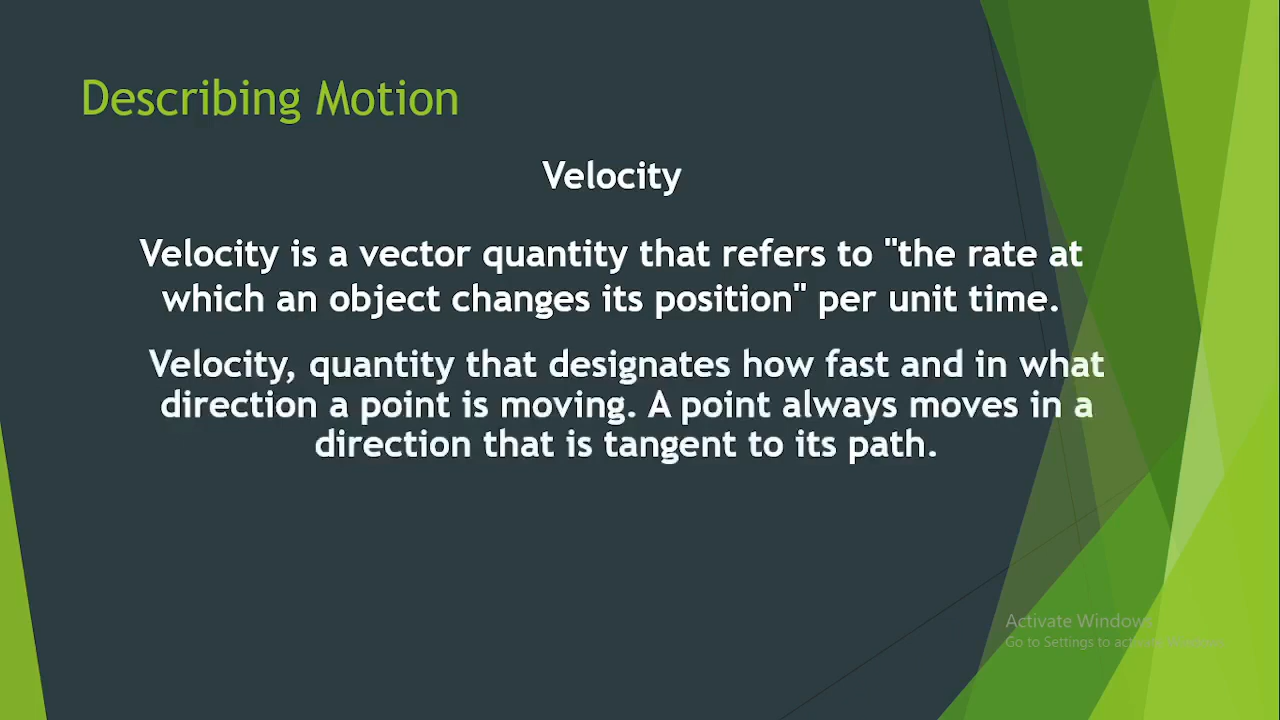 Describing Motion
Velocity
Velocity is a vector quantity that refers to "the rate at
which an object changes its position" per unit time.
Velocity, quantity that designates how fast and in what
direction a point is moving. A point always moves in a
direction that is tangent to its path.
Activate Windows
Go to Settings to activate Windows.